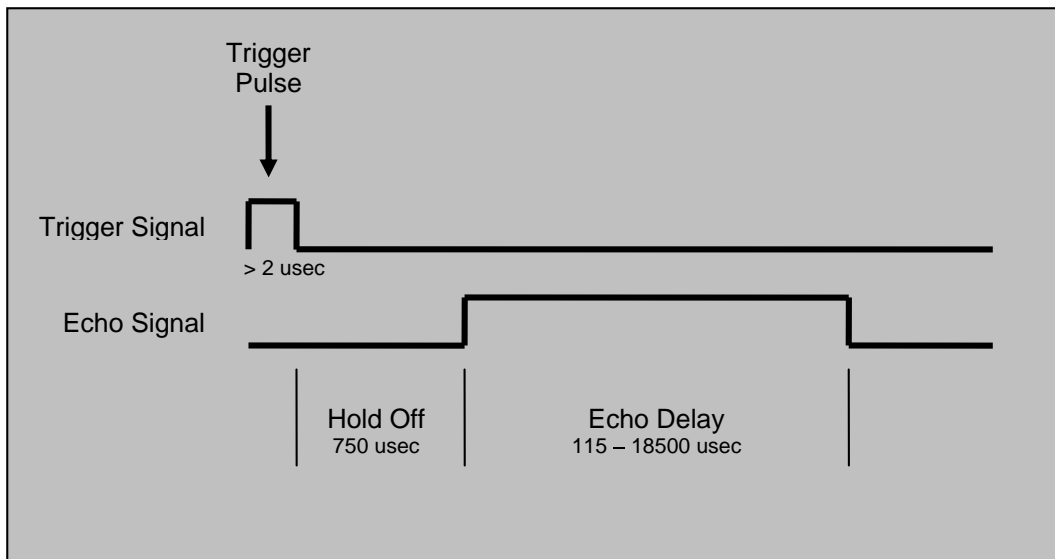 Trigger
Pulse
Trigger Signal
> 2 usec
Echo Signal
Hold Off
750 usec
Echo Delay
115 – 18500 usec